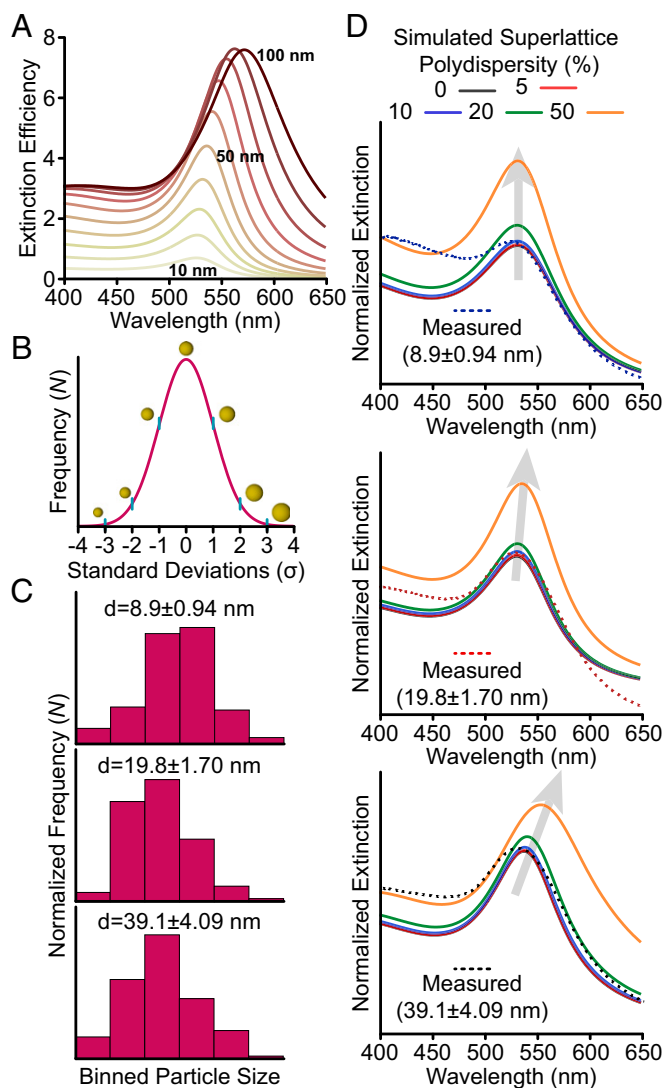 A
Extinction Efficiency
8
6
4
2
0
100 nm
50 nm
10 nm
400 450 500 550 600 650
Wavelength (nm)
B
Frequency (N)
-4 -3 -2 -1 0 1 2 3 4
Standard Deviations (σ)
C
Normalized Frequency (N)
d=8.9±0.94 nm
d=19.8±1.70 nm
d=39.1±4.09 nm
Binned Particle Size
D
Simulated Superlattice
Polydispersity (%)
0 5
10 20 50
Normalized Extinction
Measured
(8.9±0.94 nm)
400 450 500 550 600 650
Wavelength (nm)
Normalized Extinction
Measured
(19.8±1.70 nm)
400 450 500 550 600 650
Wavelength (nm)
Normalized Extinction
Measured
(39.1±4.09 nm)
400 450 500 550 600 650
Wavelength (nm)